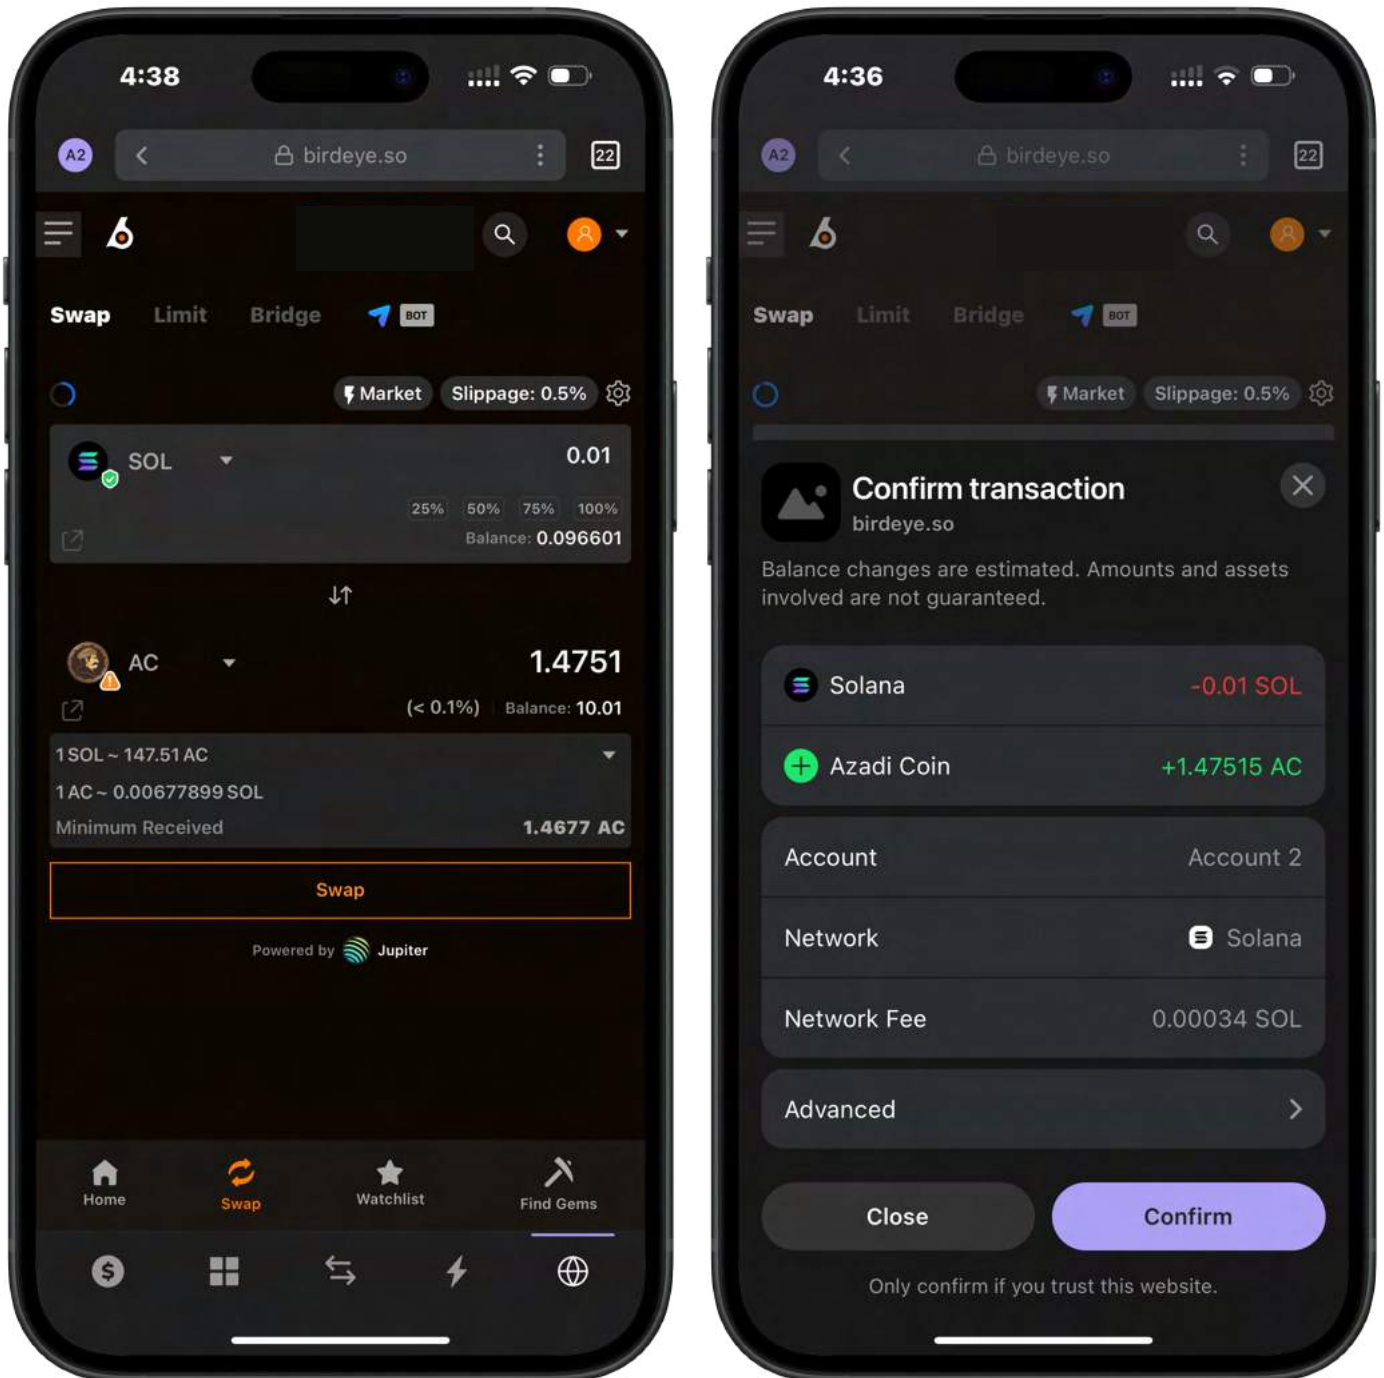 4:38
A2
birdeye.so
22
Swap Limit Bridge BOT
Market Slippage: 0.5%
SOL 0.01
25% 50% 75% 100%
Balance: 0.096601
AC 1.4751
(< 0.1%) Balance: 10.01
1 SOL ~ 147.51 AC
1 AC ~ 0.00677899 SOL
Minimum Received 1.4677 AC
Swap
Powered by Jupiter
Home Swap Watchlist Find Gems
4:36
A2
birdeye.so
22
Swap Limit Bridge BOT
Market Slippage: 0.5%
Confirm transaction
birdeye.so
Balance changes are estimated. Amounts and assets
involved are not guaranteed.
Solana -0.01 SOL
Azadi Coin +1.47515 AC
Account Account 2
Network Solana
Network Fee 0.00034 SOL
Advanced
Close Confirm
Only confirm if you trust this website.